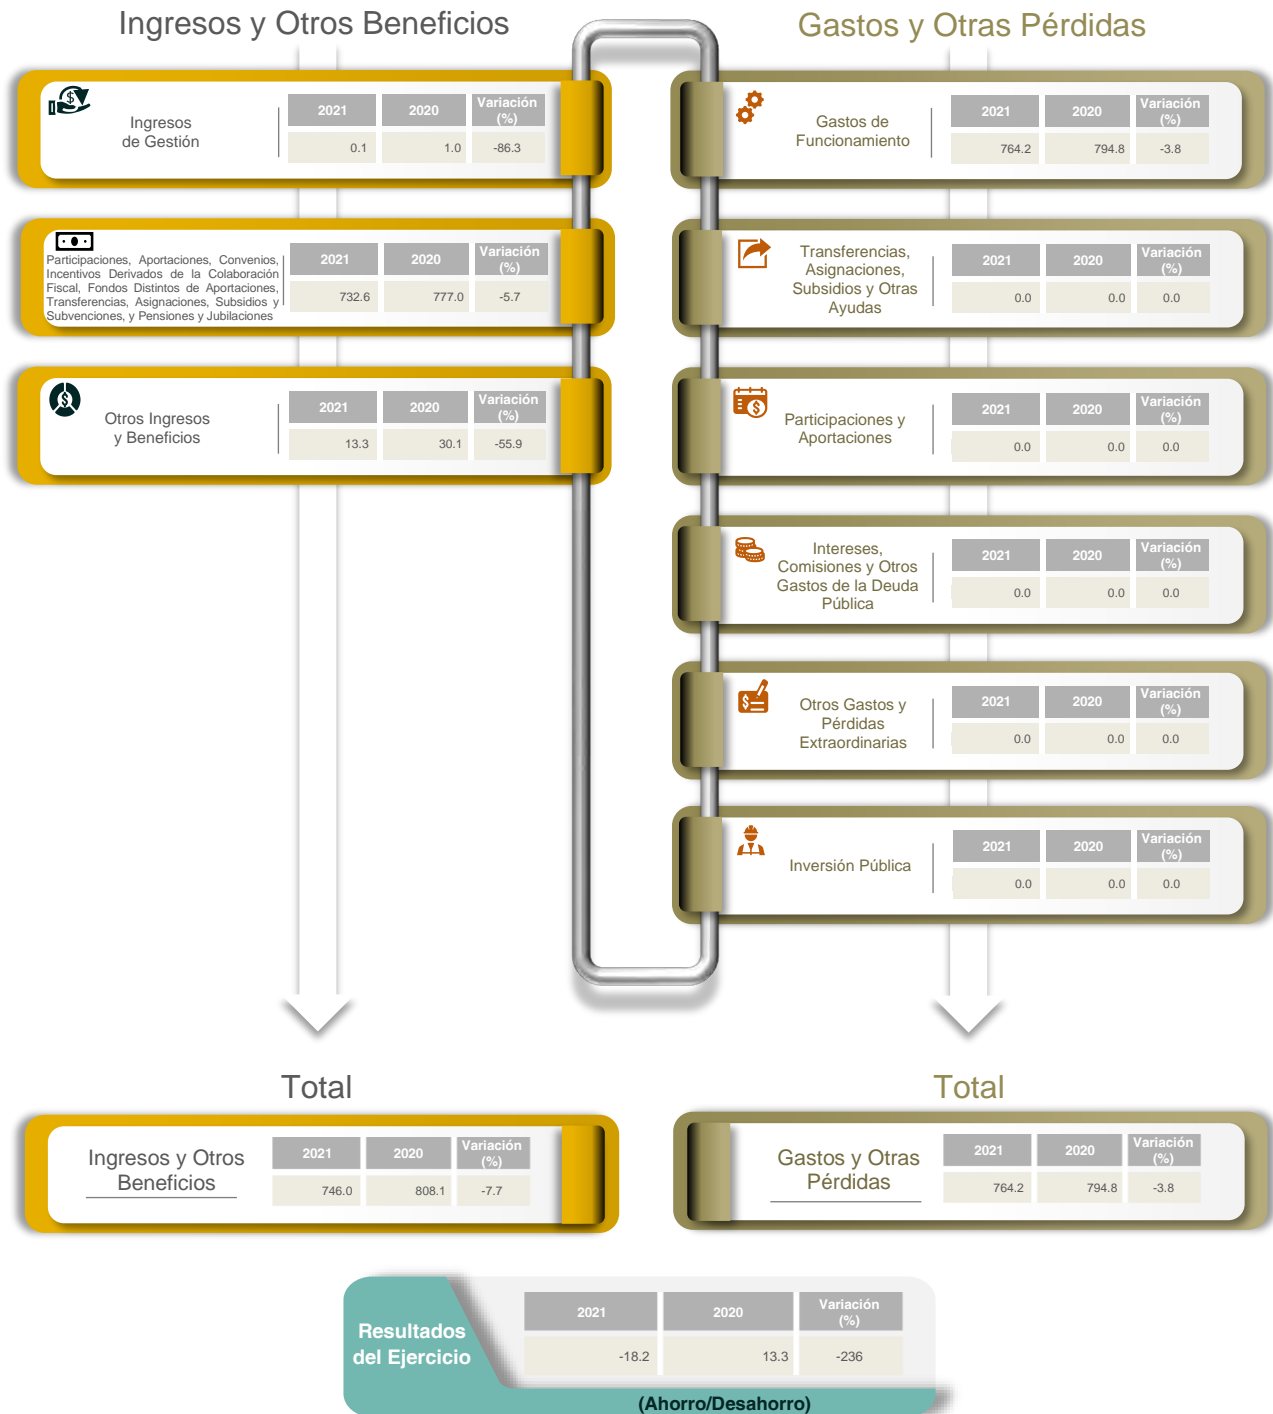 Ingresos y Otros Beneficios
Ingresos
de Gestión
2021 2020 Variación (%)
0.1 1.0 -86.3
Participaciones, Aportaciones, Convenios,
Incentivos Derivados de la Colaboración
Fiscal, Fondos Distintos de Aportaciones,
Transferencias, Asignaciones, Subsidios y
Subvenciones, y Pensiones y Jubilaciones
2021 2020 Variación (%)
732.6 777.0 -5.7
Otros Ingresos
y Beneficios
2021 2020 Variación (%)
13.3 30.1 -55.9
Gastos y Otras Pérdidas
Gastos de
Funcionamiento
2021 2020 Variación (%)
764.2 794.8 -3.8
Transferencias,
Asignaciones,
Subsidios y Otras
Ayudas
2021 2020 Variación (%)
0.0 0.0 0.0
Participaciones y
Aportaciones
2021 2020 Variación (%)
0.0 0.0 0.0
Intereses,
Comisiones y Otros
Gastos de la Deuda
Pública
2021 2020 Variación (%)
0.0 0.0 0.0
Otros Gastos y
Pérdidas
Extraordinarias
2021 2020 Variación (%)
0.0 0.0 0.0
Inversión Pública
2021 2020 Variación (%)
0.0 0.0 0.0
Total
Ingresos y Otros
Beneficios
2021 2020 Variación (%)
746.0 808.1 -7.7
Total
Gastos y Otras
Pérdidas
2021 2020 Variación (%)
764.2 794.8 -3.8
Resultados
del Ejercicio
2021 2020 Variación (%)
-18.2 13.3 -236
(Ahorro/Desahorro)